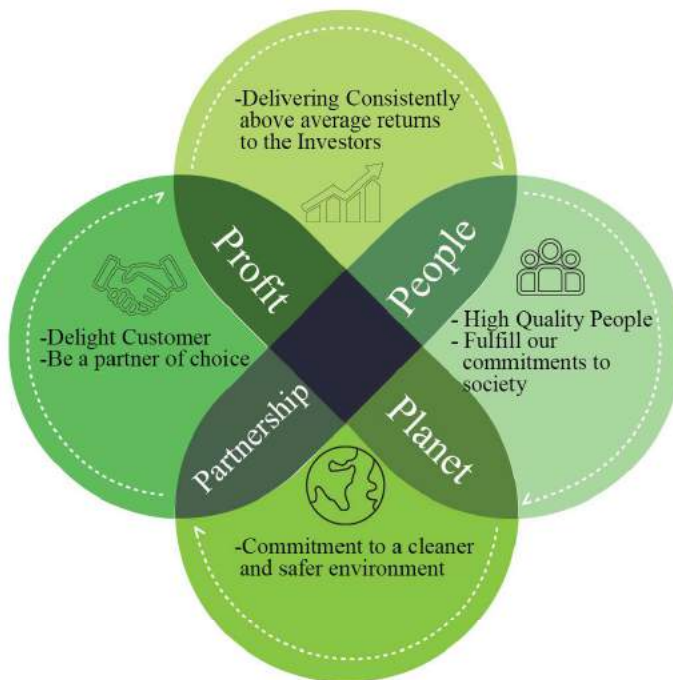 -Delivering Consistently
above average returns
to the Investors
Profit
People
-Delight Customer
-Be a partner of choice
- High Quality People
- Fulfill our
commitments to
society
Partnership
Planet
-Commitment to a cleaner
and safer environment